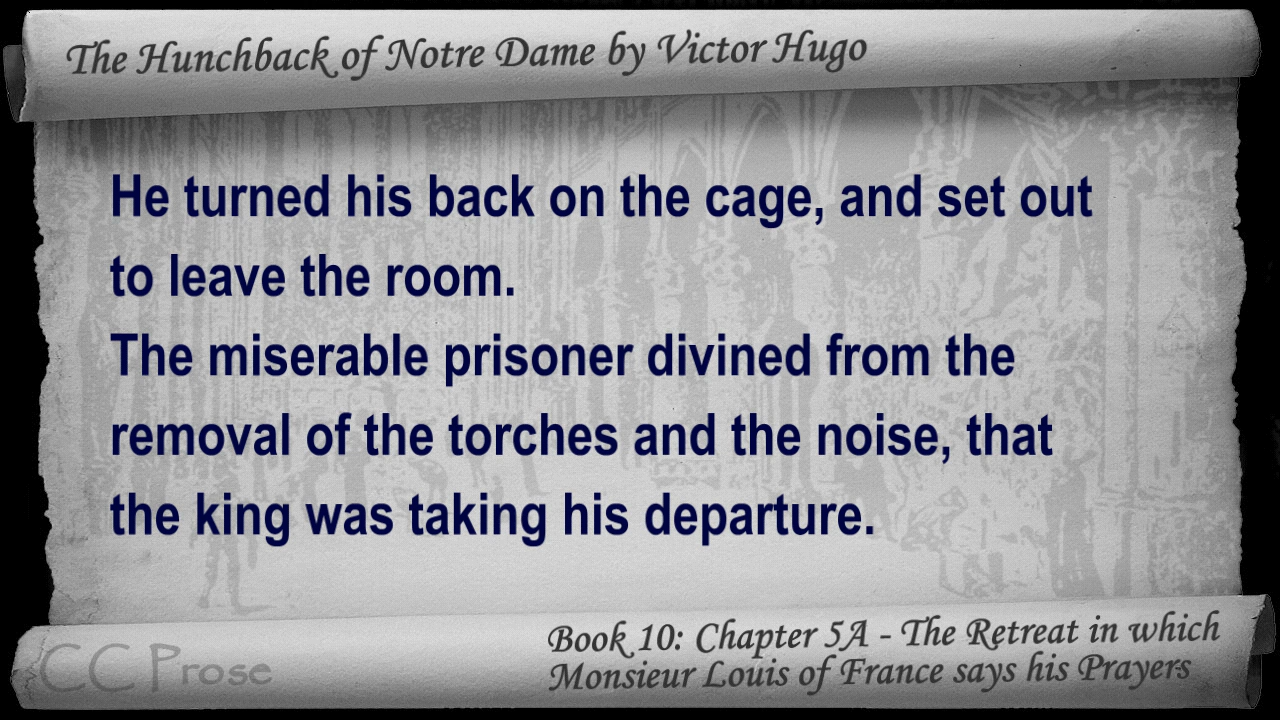 The Hunchback of Notre Dame by Victor Hugo
He turned his back on the cage, and set out
to leave the room.
The miserable prisoner divined from the
removal of the torches and the noise, that
the king was taking his departure.
CC Prose
Book 10: Chapter 5A - The Retreat in which
Monsieur Louis of France says his Prayers